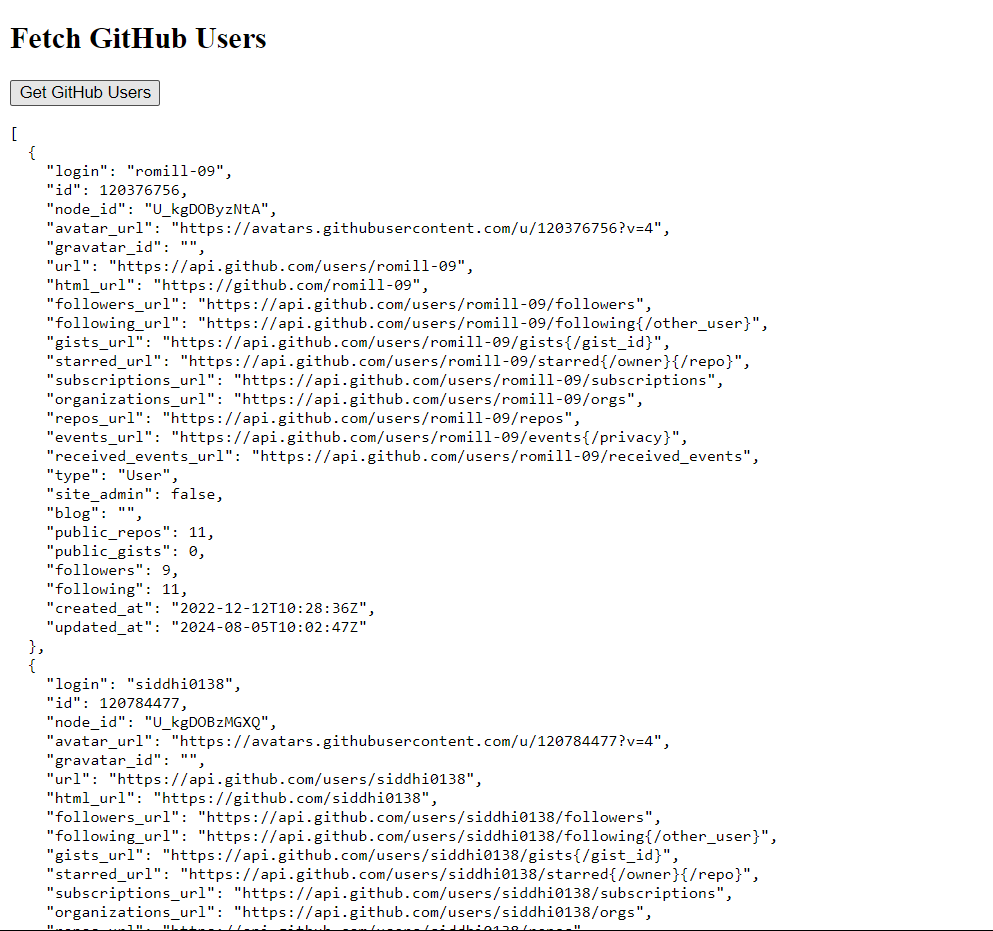 Fetch GitHub Users
Get GitHub Users
[
  {
    "login": "romill-09",
    "id": 120376756,
    "node_id": "U_kgDOByzNtA",
    "avatar_url": "https://avatars.githubusercontent.com/u/120376756?v=4",
    "gravatar_id": "",
    "url": "https://api.github.com/users/romill-09",
    "html_url": "https://github.com/romill-09",
    "followers_url": "https://api.github.com/users/romill-09/followers",
    "following_url": "https://api.github.com/users/romill-09/following{/other_user}",
    "gists_url": "https://api.github.com/users/romill-09/gists{/gist_id}",
    "starred_url": "https://api.github.com/users/romill-09/starred{/owner}{/repo}",
    "subscriptions_url": "https://api.github.com/users/romill-09/subscriptions",
    "organizations_url": "https://api.github.com/users/romill-09/orgs",
    "repos_url": "https://api.github.com/users/romill-09/repos",
    "events_url": "https://api.github.com/users/romill-09/events{/privacy}",
    "received_events_url": "https://api.github.com/users/romill-09/received_events",
    "type": "User",
    "site_admin": false,
    "blog": "",
    "public_repos": 11,
    "public_gists": 0,
    "followers": 9,
    "following": 11,
    "created_at": "2022-12-12T10:28:36Z",
    "updated_at": "2024-08-05T10:02:47Z"
  },
  {
    "login": "siddhi0138",
    "id": 120784477,
    "node_id": "U_kgDOBzMGXQ",
    "avatar_url": "https://avatars.githubusercontent.com/u/120784477?v=4",
    "gravatar_id": "",
    "url": "https://api.github.com/users/siddhi0138",
    "html_url": "https://github.com/siddhi0138",
    "followers_url": "https://api.github.com/users/siddhi0138/followers",
    "following_url": "https://api.github.com/users/siddhi0138/following{/other_user}",
    "gists_url": "https://api.github.com/users/siddhi0138/gists{/gist_id}",
    "starred_url": "https://api.github.com/users/siddhi0138/starred{/owner}{/repo}",
    "subscriptions_url": "https://api.github.com/users/siddhi0138/subscriptions",
    "organizations_url": "https://api.github.com/users/siddhi0138/orgs",